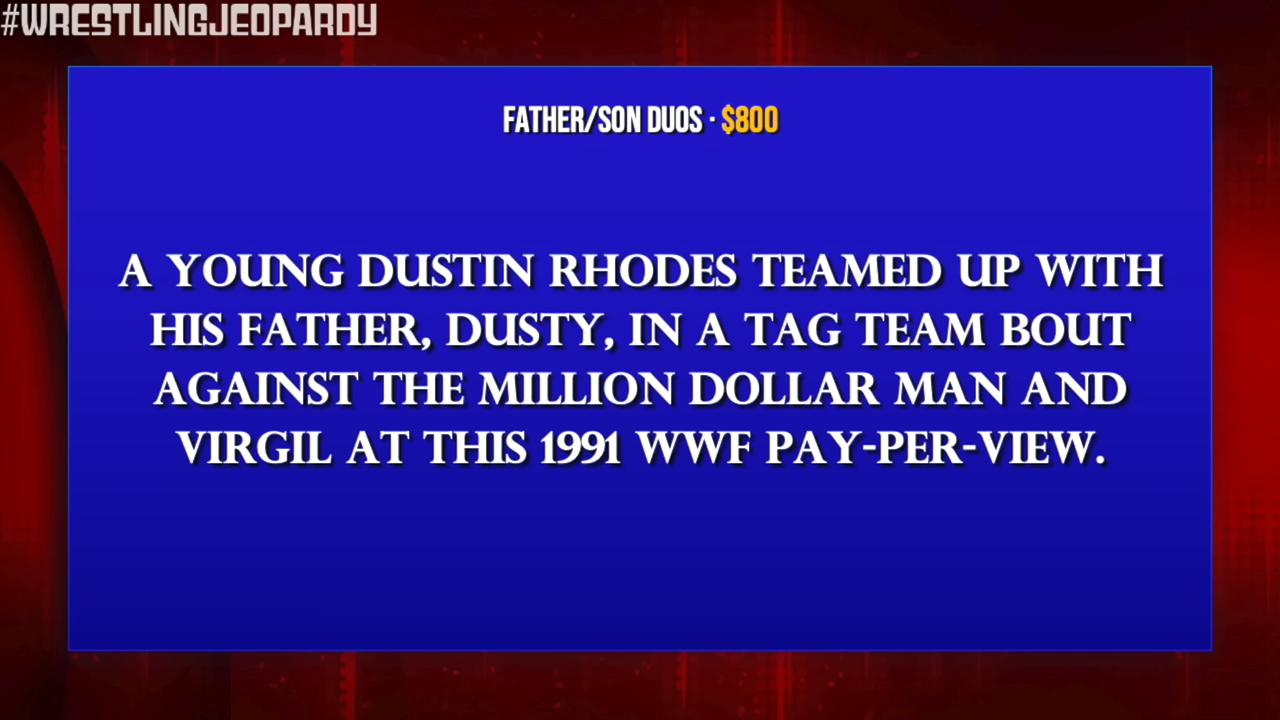 #WRESTLINGJEOPARDY
FATHER/SON DUOS · $800
A YOUNG DUSTIN RHODES TEAMED UP WITH
HIS FATHER, DUSTY, IN A TAG TEAM BOUT
AGAINST THE MILLION DOLLAR MAN AND
VIRGIL AT THIS 1991 WWF PAY-PER-VIEW.